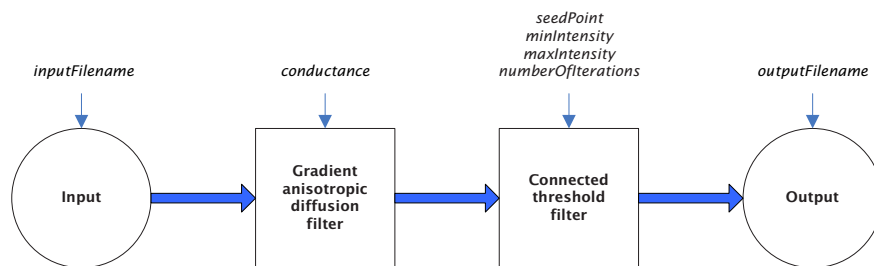 seedPoint
minIntensity
maxIntensity
inputFilename
conductance
numberOfIterations
outputFilename
Input
Gradient
anisotropic
diffusion
filter
Connected
threshold
filter
Output